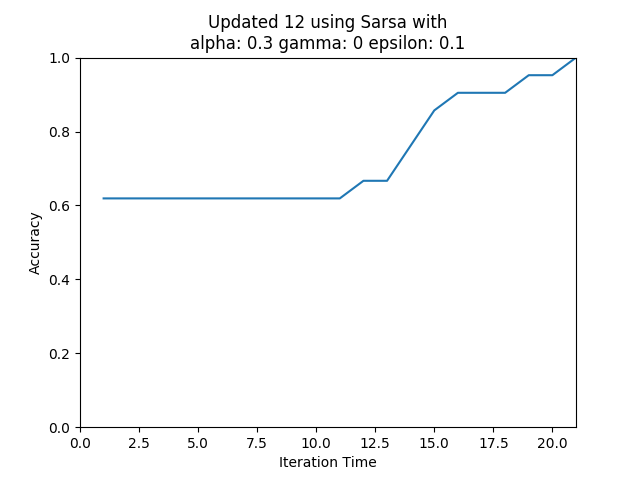 Updated 12 using Sarsa with
alpha: 0.3 gamma: 0 epsilon: 0.1
1.0
0.8
0.6
0.4
0.2
0.0
Accuracy
0.0 2.5 5.0 7.5 10.0 12.5 15.0 17.5 20.0
Iteration Time